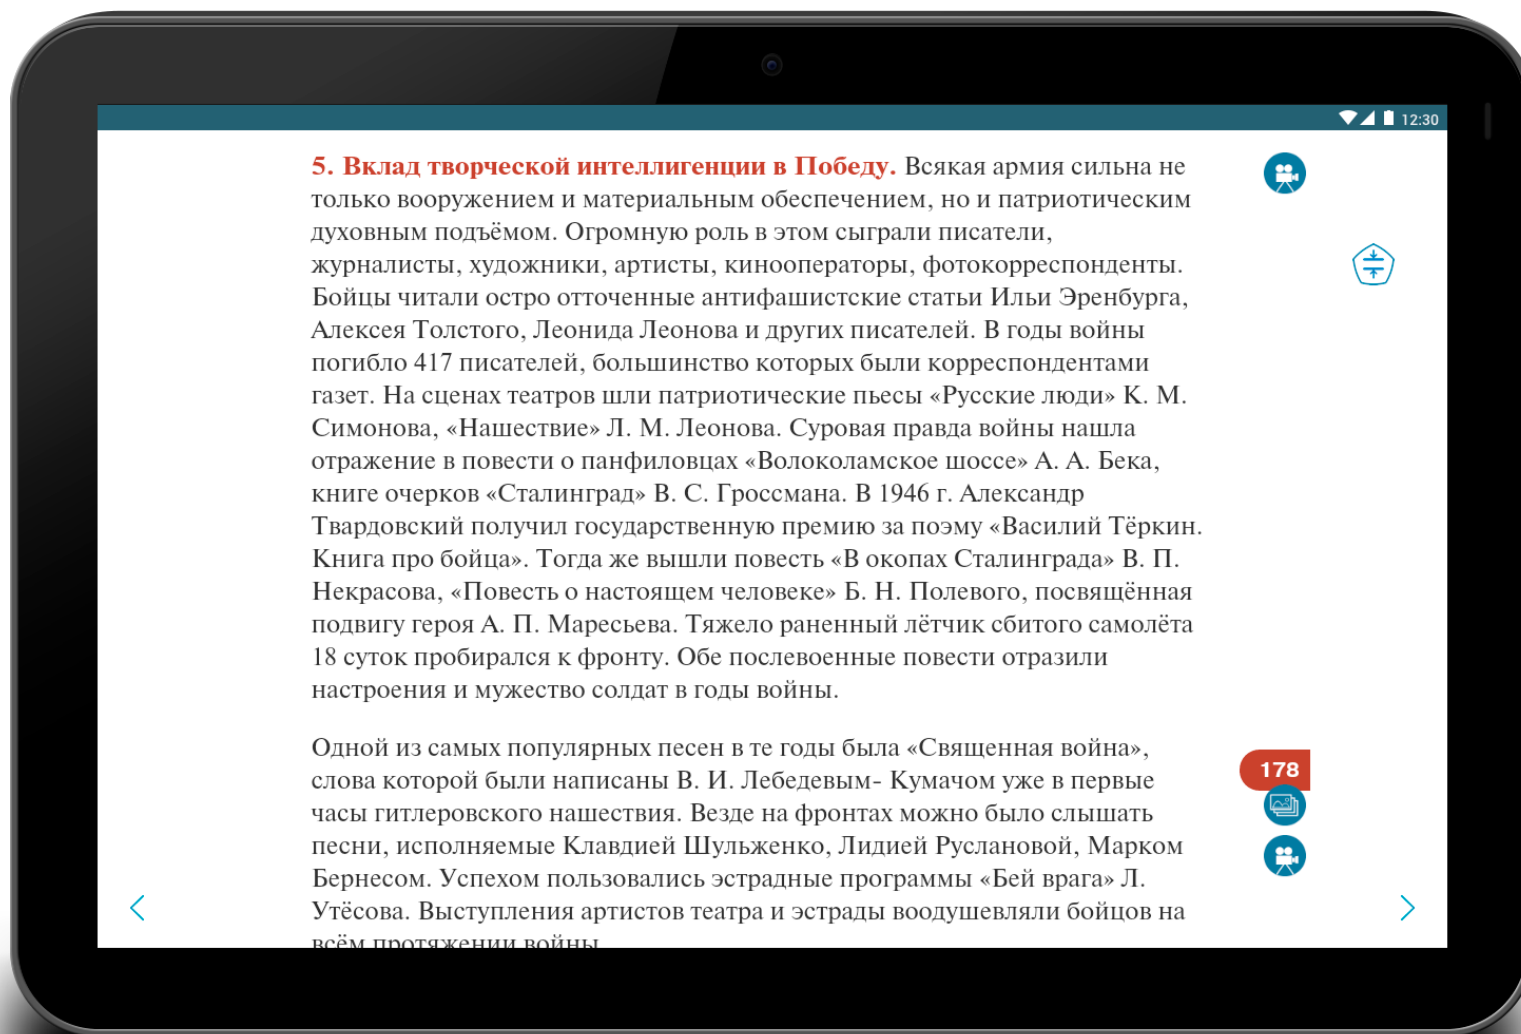 12:30
5. Вклад творческой интеллигенции в Победу. Всякая армия сильна не
только вооружением и материальным обеспечением, но и патриотическим
духовным подъёмом. Огромную роль в этом сыграли писатели,
журналисты, художники, артисты, кинооператоры, фотокорреспонденты.
Бойцы читали остро отточенные антифашистские статьи Ильи Эренбурга,
Алексея Толстого, Леонида Леонова и других писателей. В годы войны
погибло 417 писателей, большинство которых были корреспондентами
газет. На сценах театров шли патриотические пьесы «Русские люди» К. М.
Симонова, «Нашествие» Л. М. Леонова. Суровая правда войны нашла
отражение в повести о панфиловцах «Волоколамское шоссе» А. А. Бека,
книге очерков «Сталинград» В. С. Гроссмана. В 1946 г. Александр
Твардовский получил государственную премию за поэму «Василий Тёркин.
Книга про бойца». Тогда же вышли повесть «В окопах Сталинграда» В. П.
Некрасова, «Повесть о настоящем человеке» Б. Н. Полевого, посвящённая
подвигу героя А. П. Маресьева. Тяжело раненный лётчик сбитого самолёта
18 суток пробирался к фронту. Обе послевоенные повести отразили
настроения и мужество солдат в годы войны.
Одной из самых популярных песен в те годы была «Священная война»,
178
слова которой были написаны В. И. Лебедевым- Кумачом уже в первые
часы гитлеровского нашествия. Везде на фронтах можно было слышать
песни, исполняемые Клавдией Шульженко, Лидией Руслановой, Марком
Бернесом. Успехом пользовались эстрадные программы «Бей врага» Л.
Утёсова. Выступления артистов театра и эстрады воодушевляли бойцов на
всём протяжении войны